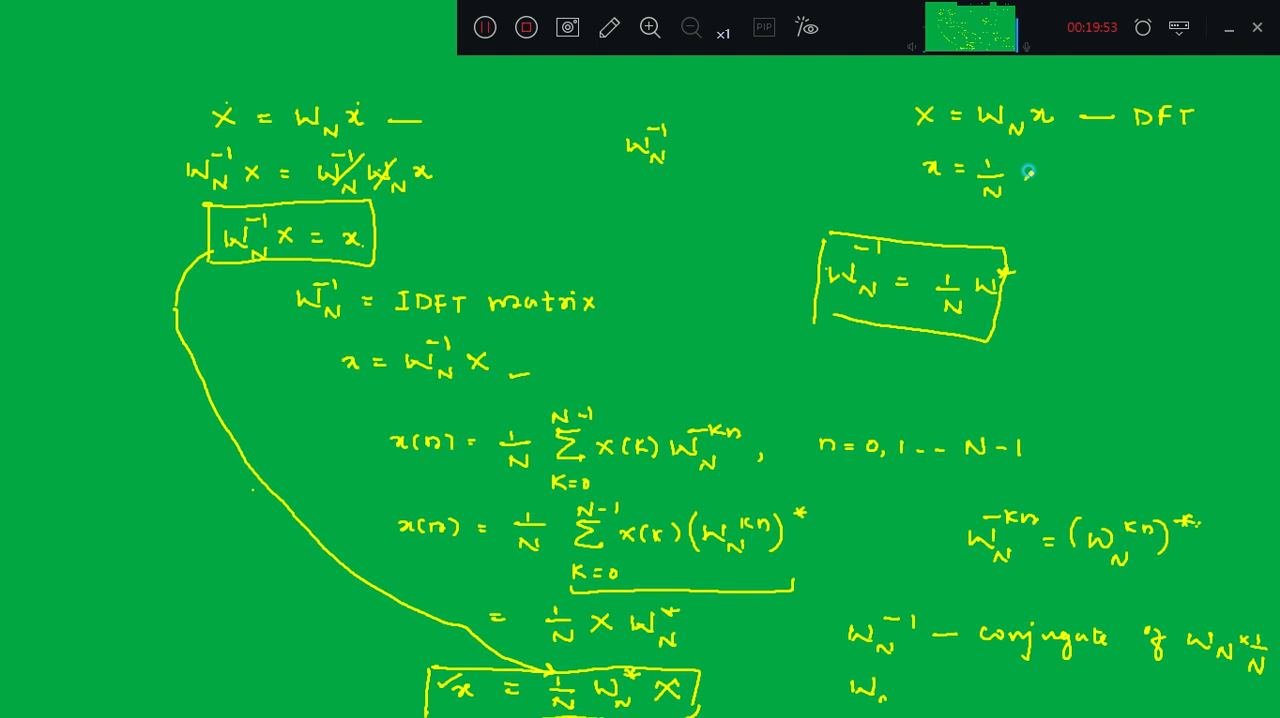 x1 PIP 00:19:53
X = W_N x —
W_N^{-1} X = W_N^{-1} W_N x
W_N^{-1} X = x
W_N^{-1} = IDFT matrix
x = W_N^{-1} X
x(n) = 1/N ∑_{K=0}^{N-1} X(K) W_N^{-Kn}, n = 0, 1 -- N-1
x(n) = 1/N ∑_{K=0}^{N-1} X(K) (W_N^{Kn})^*
= 1/N X W_N^*
✓x = 1/N W_N^* X
W_N^{-1}
X = W_N x — DFT
x = 1/N
W_N^{-1} = 1/N W^*
W_N^{-Kn} = (W_N^{Kn})^*
W_N^{-1} — conjugate of W_N × 1/N